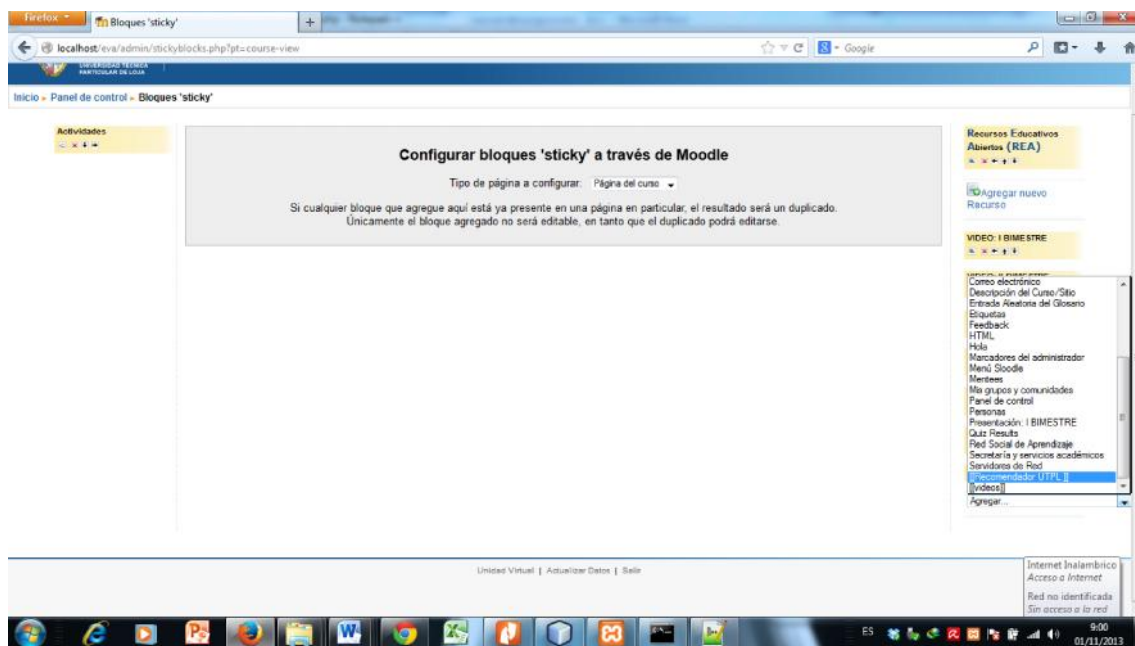 Firefox
Bloques 'sticky'
localhost/eva/admin/stickyblocks.php?pt=course-view
Google
UNIVERSIDAD TÉCNICA
PARTICULAR DE LOJA
Inicio » Panel de control » Bloques 'sticky'
Actividades
Configurar bloques 'sticky' a través de Moodle
Tipo de página a configurar: Página del curso
Si cualquier bloque que agregue aquí está ya presente en una página en particular, el resultado será un duplicado.
Únicamente el bloque agregado no será editable, en tanto que el duplicado podrá editarse.
Recursos Educativos
Abiertos (REA)
Agregar nuevo
Recurso
VIDEO: I BIMESTRE
VIDEO: II BIMESTRE
Correo electrónico
Descripción del Curso/Sitio
Entrada Aleatoria del Glosario
Etiquetas
Feedback
HTML
Hola
Marcadores del administrador
Menú Sloodle
Mentees
Mis grupos y comunidades
Panel de control
Personas
Presentación: I BIMESTRE
Quiz Results
Red Social de Aprendizaje
Secretaría y servicios académicos
Servidores de Red
[[Recomendador UTPL ]]
[[videos]]
Agregar...
Unidad Virtual | Actualizar Datos | Salir
Internet Inalambrico
Acceso a Internet
Red no identificada
Sin acceso a la red
ES
9:00
01/11/2013